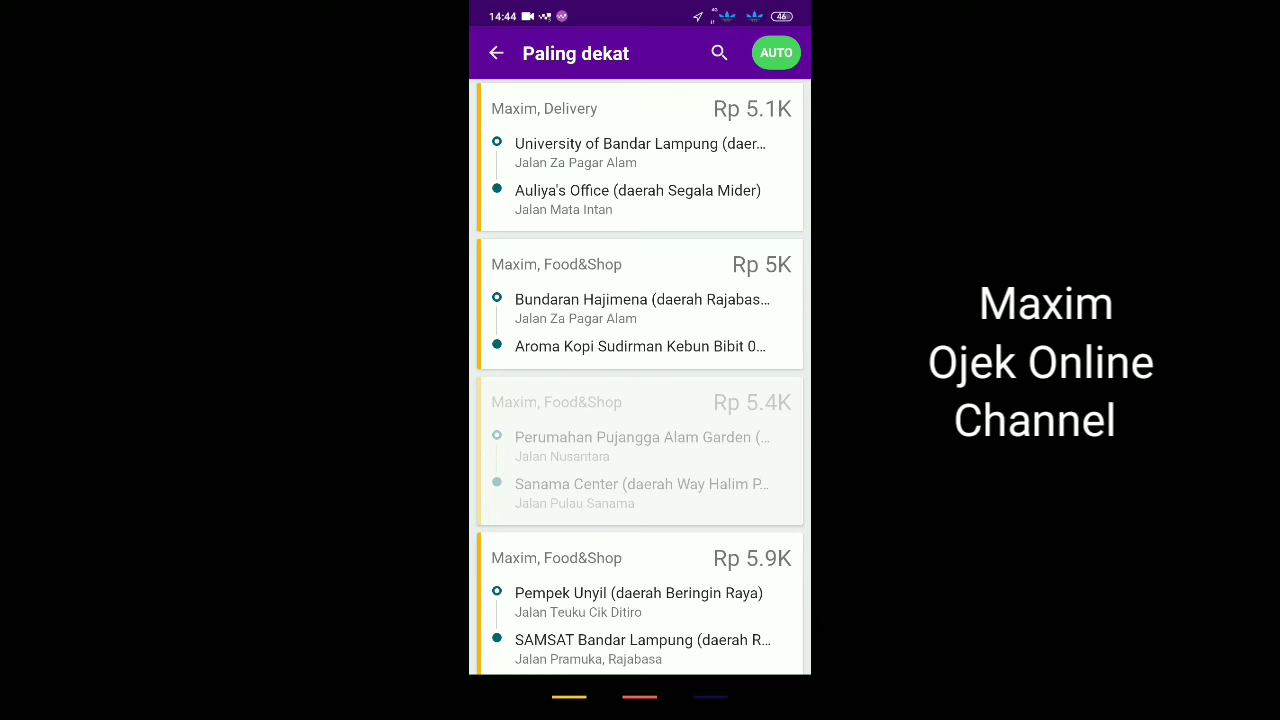 14:44
4G
46
Paling dekat
AUTO
Maxim, Delivery
Rp 5.1K
University of Bandar Lampung (daer...
Jalan Za Pagar Alam
Auliya's Office (daerah Segala Mider)
Jalan Mata Intan
Maxim, Food&Shop
Rp 5K
Bundaran Hajimena (daerah Rajabas...
Jalan Za Pagar Alam
Aroma Kopi Sudirman Kebun Bibit 0...
Maxim, Food&Shop
Rp 5.4K
Perumahan Pujangga Alam Garden (...
Jalan Nusantara
Sanama Center (daerah Way Halim P...
Jalan Pulau Sanama
Maxim, Food&Shop
Rp 5.9K
Pempek Unyil (daerah Beringin Raya)
Jalan Teuku Cik Ditiro
SAMSAT Bandar Lampung (daerah R...
Jalan Pramuka, Rajabasa
Maxim
Ojek Online
Channel